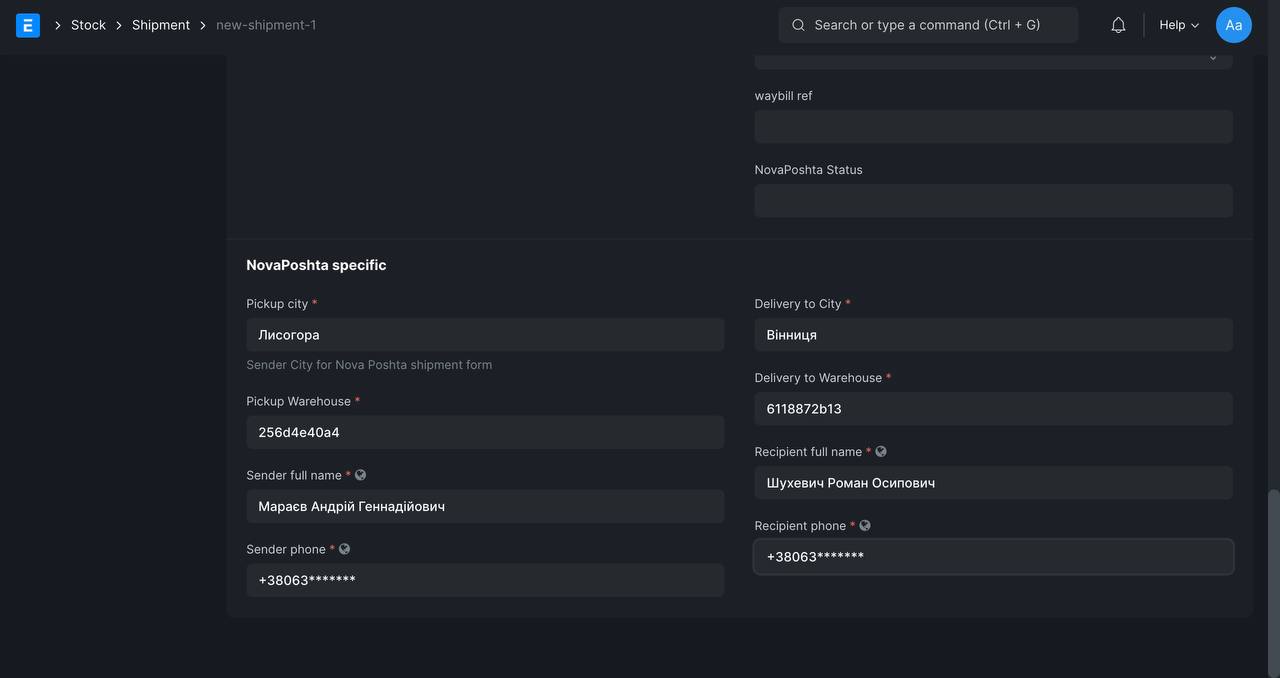 E > Stock > Shipment > new-shipment-1
Search or type a command (Ctrl + G)
Help
Aa
waybill ref
NovaPoshta Status
NovaPoshta specific
Pickup city *
Лисогора
Sender City for Nova Poshta shipment form
Pickup Warehouse *
256d4e40a4
Sender full name *
Мараєв Андрій Геннадійович
Sender phone *
+38063*******
Delivery to City *
Вінниця
Delivery to Warehouse *
6118872b13
Recipient full name *
Шухевич Роман Осипович
Recipient phone *
+38063*******